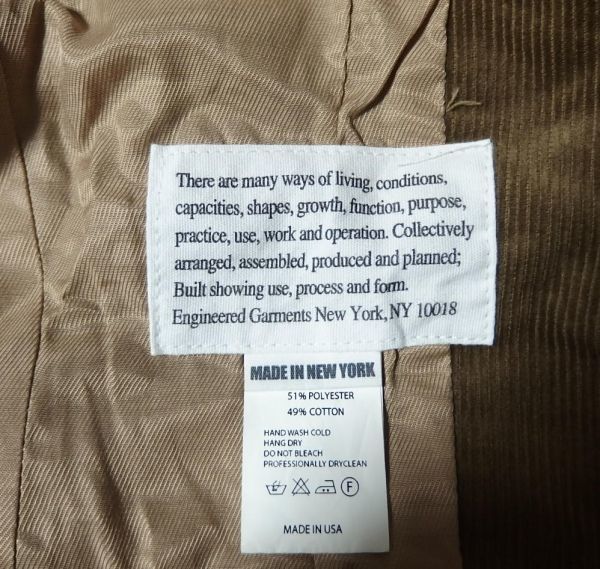 There are many ways of living, conditions,
capacities, shapes, growth, function, purpose,
practice, use, work and operation. Collectively
arranged, assembled, produced and planned;
Built showing use, process and form.
Engineered Garments New York, NY 10018
MADE IN NEW YORK
51% POLYESTER
49% COTTON
HAND WASH COLD
HANG DRY
DO NOT BLEACH
PROFESSIONALLY DRYCLEAN
F
MADE IN USA